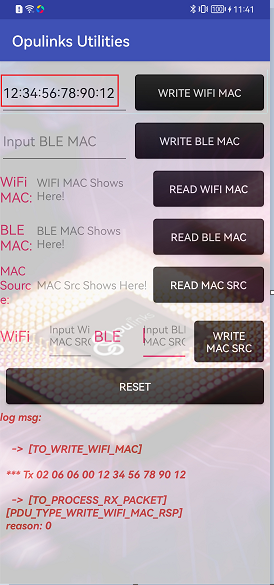 100 11:41
Opulinks Utilities
12:34:56:78:90:12
WRITE WIFI MAC
Input BLE MAC
WRITE BLE MAC
WiFi
MAC:
WIFI MAC Shows
Here!
READ WIFI MAC
BLE
MAC:
BLE MAC Shows
Here!
READ BLE MAC
MAC
Sourc
e:
MAC Src Shows Here!
READ MAC SRC
WiFi
Input Wi
MAC SRC
BLE
Input BLI
MAC SRC
WRITE
MAC SRC
RESET
log msg:
-> [TO_WRITE_WIFI_MAC]
*** Tx 02 06 06 00 12 34 56 78 90 12
-> [TO_PROCESS_RX_PACKET]
[PDU_TYPE_WRITE_WIFI_MAC_RSP]
reason: 0